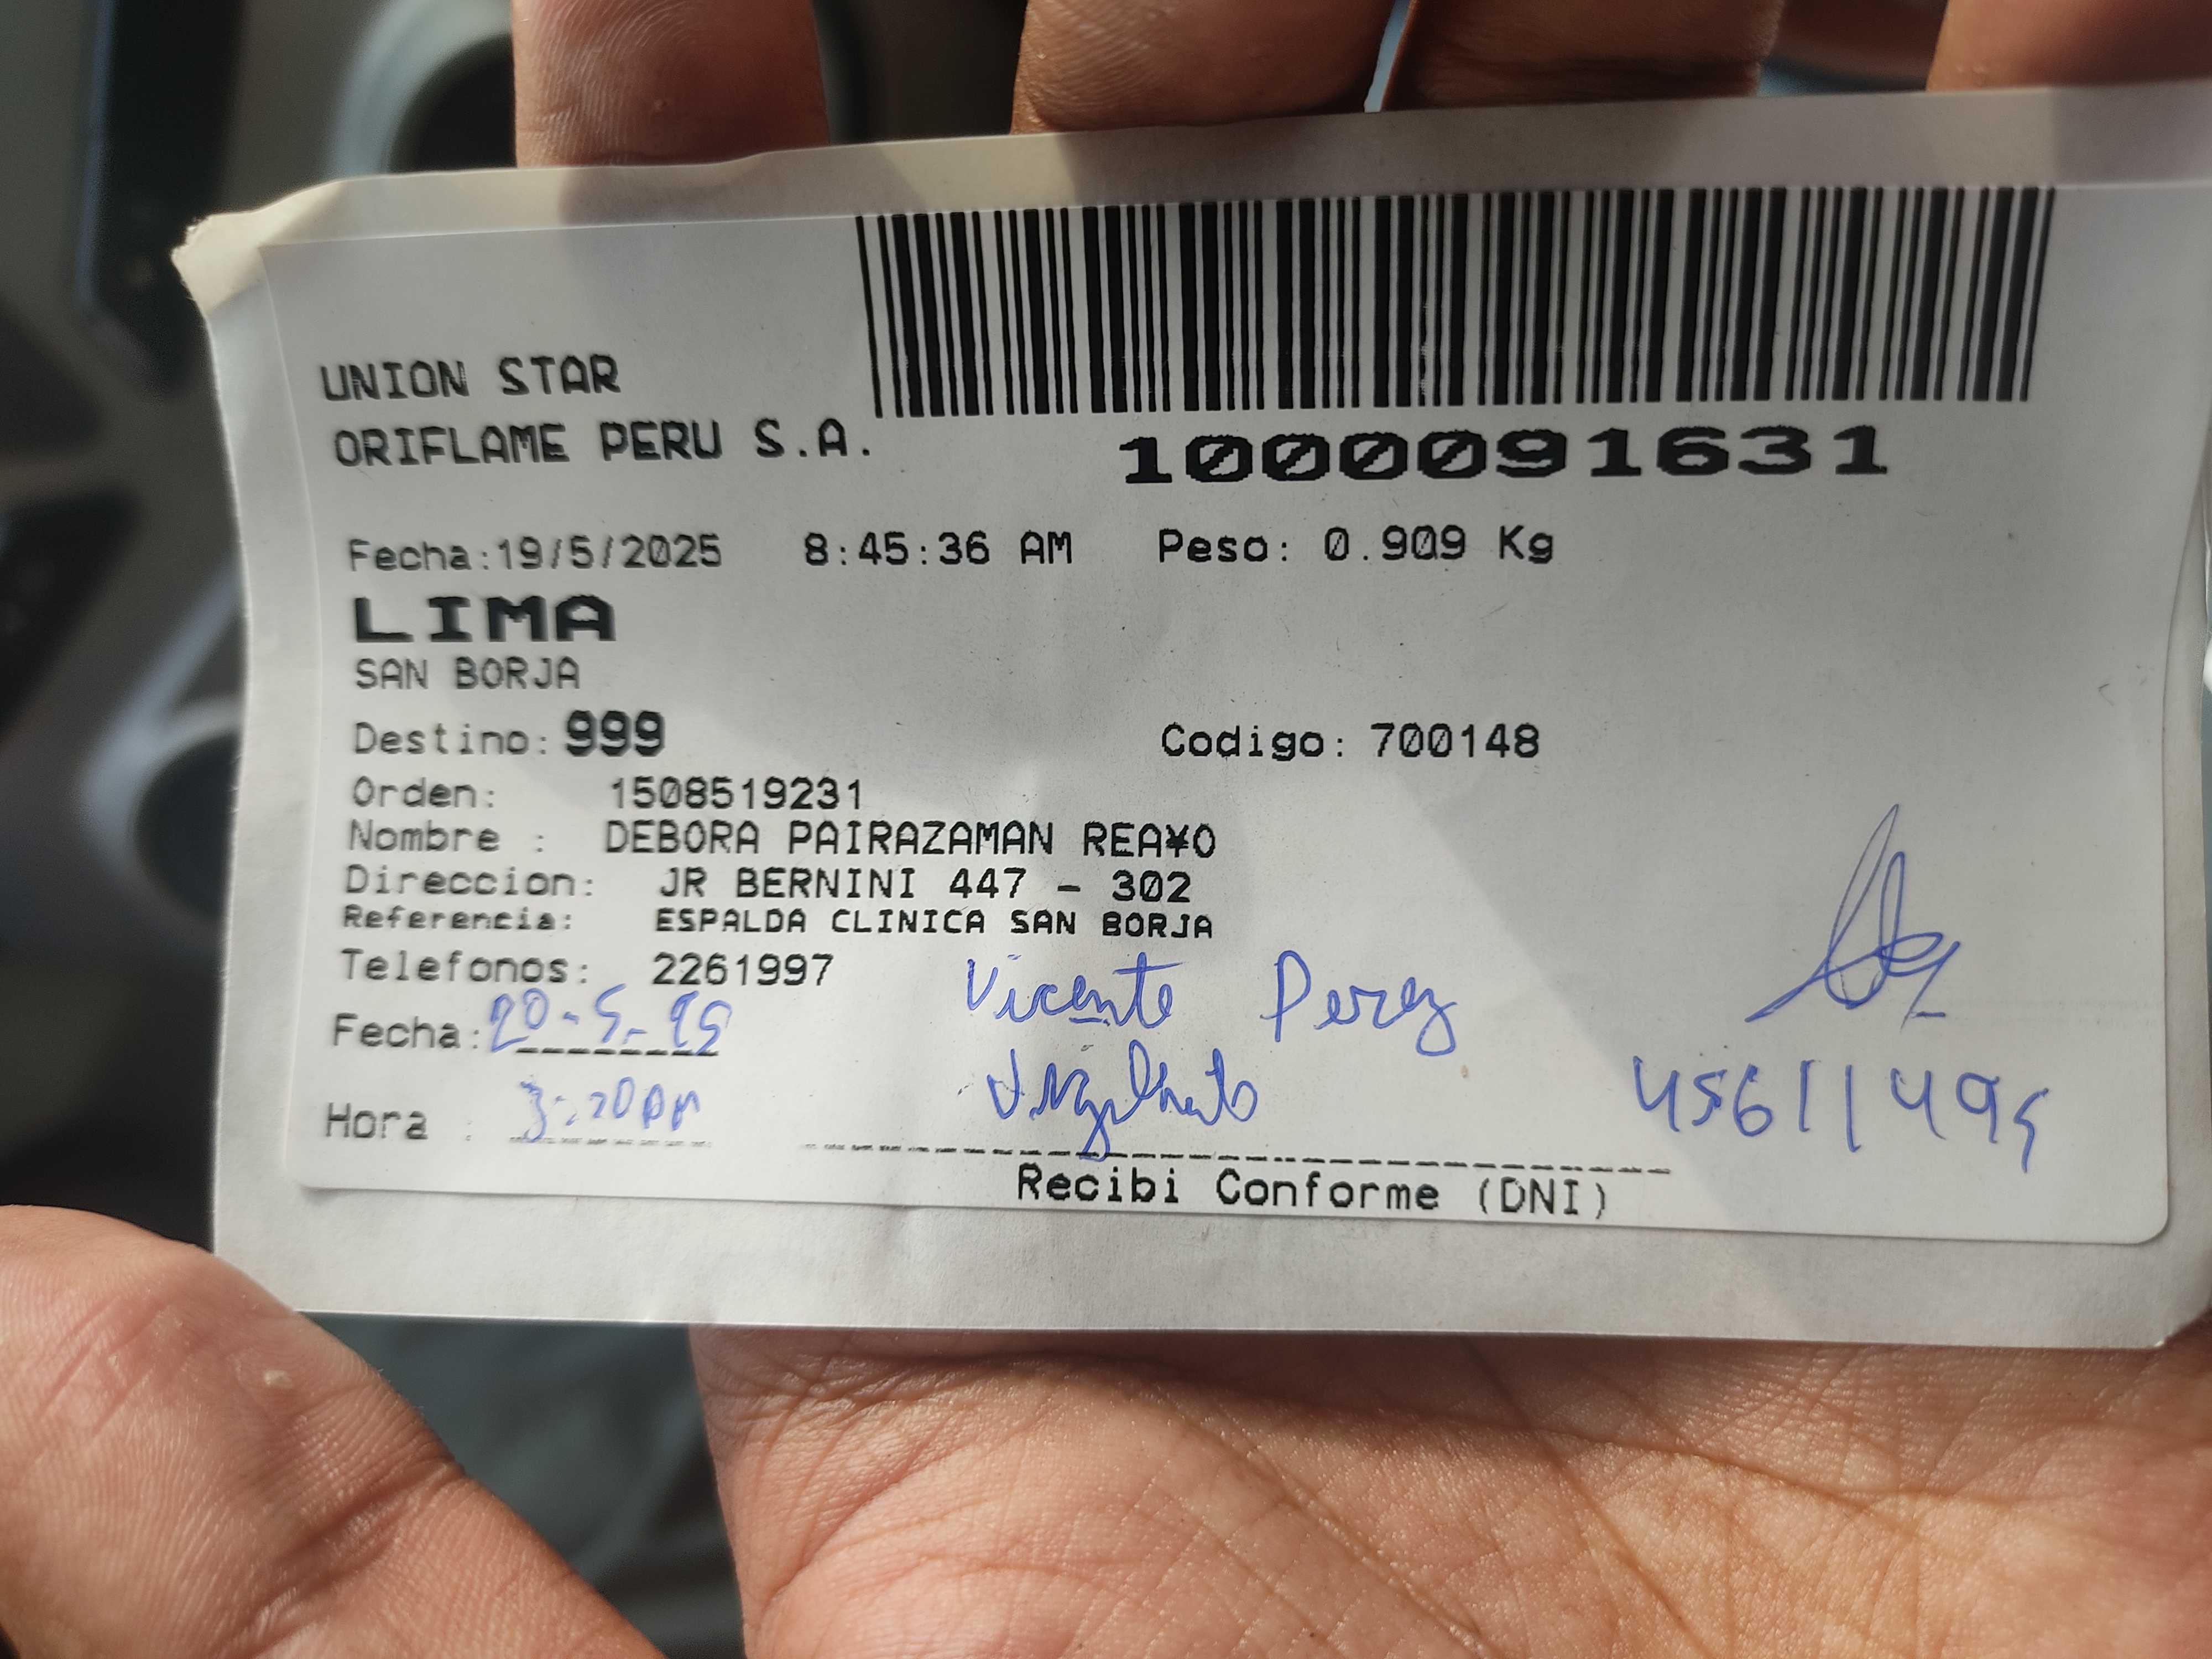 UNION STAR
ORIFLAME PERU S.A.
1000091631
Fecha:19/5/2025 8:45:36 AM Peso: 0.909 Kg
LIMA
SAN BORJA
Destino: 999 Codigo: 700148
Orden: 1508519231
Nombre : DEBORA PAIRAZAMAN REA¥O
Direccion: JR BERNINI 447 - 302
Referencia: ESPALDA CLINICA SAN BORJA
Telefonos: 2261997
Vicente Perez
Fecha: 20-5-25
Hora : 3:20pm
Recibi Conforme (DNI)